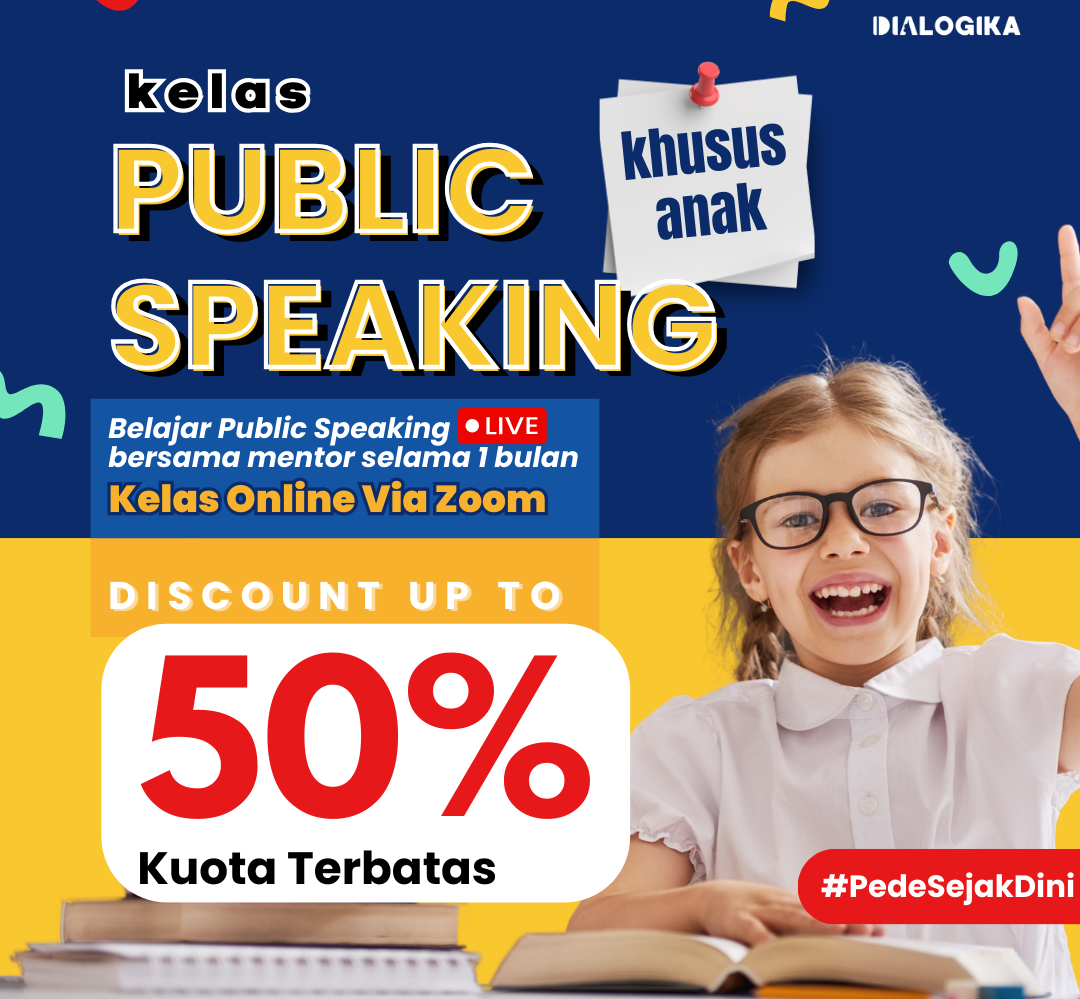 DIALOGIKA
kelas
PUBLIC
SPEAKING
khusus
anak
Belajar Public Speaking LIVE
bersama mentor selama 1 bulan
Kelas Online Via Zoom
DISCOUNT UP TO
50%
Kuota Terbatas
#PedeSejakDini